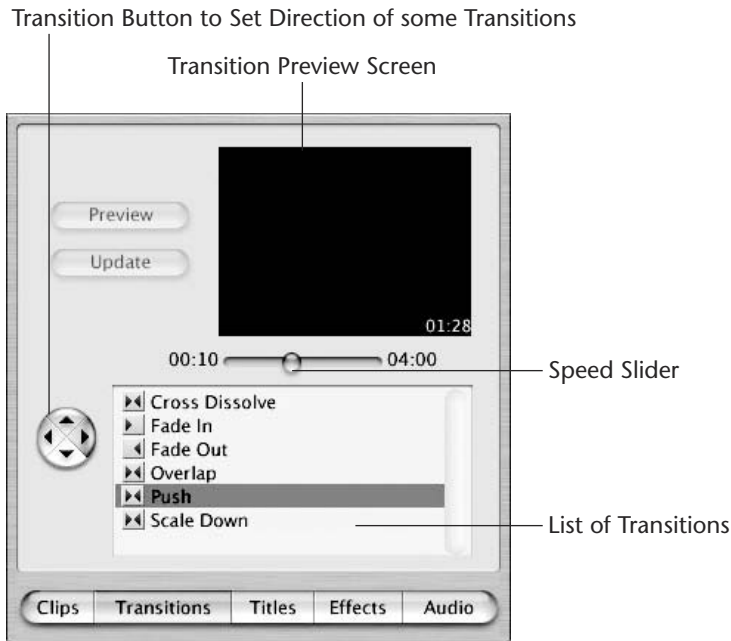 Transition Button to Set Direction of some Transitions
Transition Preview Screen
Preview
Update
01:28
00:10
04:00
Speed Slider
Cross Dissolve
Fade In
Fade Out
Overlap
Push
Scale Down
List of Transitions
Clips
Transitions
Titles
Effects
Audio